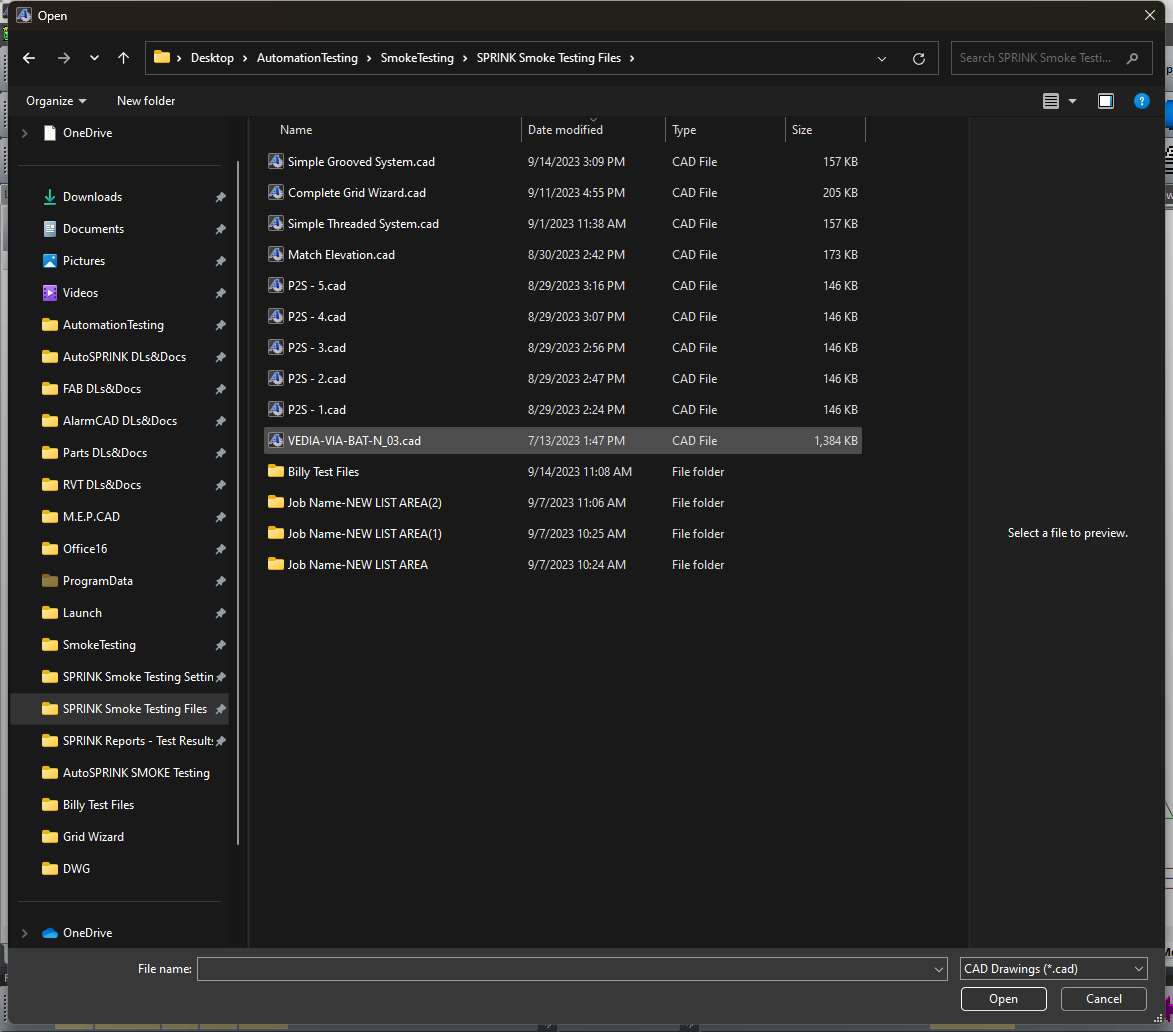 Open
Desktop > AutomationTesting > SmokeTesting > SPRINK Smoke Testing Files >
Search SPRINK Smoke Testi...
Organize
New folder
?
OneDrive
Downloads
Documents
Pictures
Videos
AutomationTesting
AutoSPRINK DLs&Docs
FAB DLs&Docs
AlarmCAD DLs&Docs
Parts DLs&Docs
RVT DLs&Docs
M.E.P.CAD
Office16
ProgramData
Launch
SmokeTesting
SPRINK Smoke Testing Settin
SPRINK Smoke Testing Files
SPRINK Reports - Test Results
AutoSPRINK SMOKE Testing
Billy Test Files
Grid Wizard
DWG
OneDrive
Name Date modified Type Size
Simple Grooved System.cad 9/14/2023 3:09 PM CAD File 157 KB
Complete Grid Wizard.cad 9/11/2023 4:55 PM CAD File 205 KB
Simple Threaded System.cad 9/1/2023 11:38 AM CAD File 157 KB
Match Elevation.cad 8/30/2023 2:42 PM CAD File 173 KB
P2S - 5.cad 8/29/2023 3:16 PM CAD File 146 KB
P2S - 4.cad 8/29/2023 3:07 PM CAD File 146 KB
P2S - 3.cad 8/29/2023 2:56 PM CAD File 146 KB
P2S - 2.cad 8/29/2023 2:47 PM CAD File 146 KB
P2S - 1.cad 8/29/2023 2:24 PM CAD File 146 KB
VEDIA-VIA-BAT-N_03.cad 7/13/2023 1:47 PM CAD File 1,384 KB
Billy Test Files 9/14/2023 11:08 AM File folder
Job Name-NEW LIST AREA(2) 9/7/2023 11:06 AM File folder
Job Name-NEW LIST AREA(1) 9/7/2023 10:25 AM File folder
Job Name-NEW LIST AREA 9/7/2023 10:24 AM File folder
Select a file to preview.
File name:
CAD Drawings (*.cad)
Open
Cancel